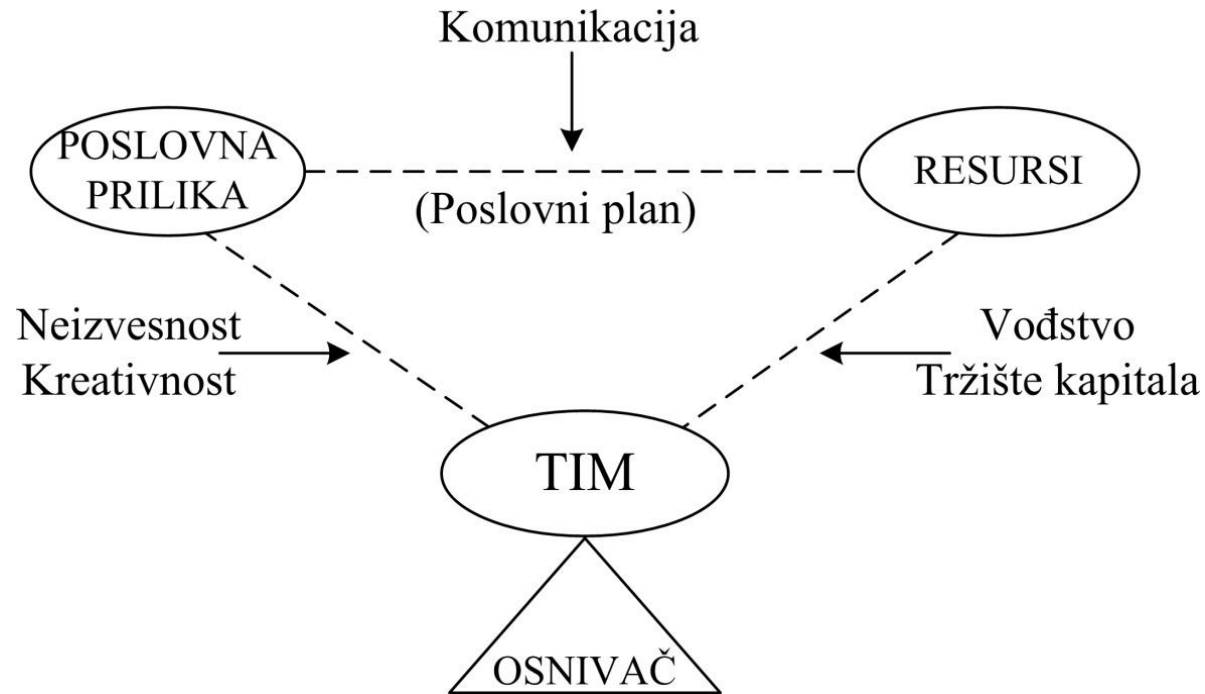 Komunikacija
POSLOVNA
PRILIKA
RESURSI
(Poslovni plan)
Neizvesnost
Kreativnost
Vođstvo
Tržište kapitala
TIM
OSNIVAČ